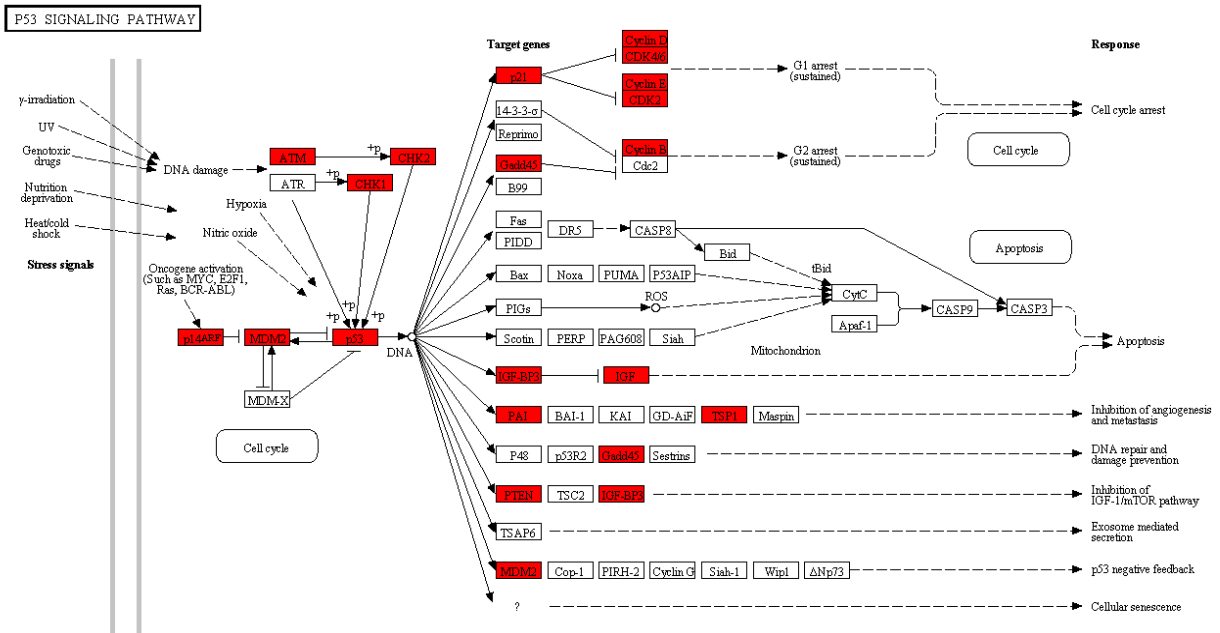 P53 SIGNALING PATHWAY
Target genes
Response
Cyclin D
CDK4/6
p21
G1 arrest
(sustained)
Cyclin E
CDK2
γ-irradiation
UV
Genotoxic
drugs
Nutrition
deprivation
Heat/cold
shock
Stress signals
DNA damage
ATM
+p
CHK2
ATR
+p
CHK1
Hypoxia
Nitric oxide
Oncogene activation
(Such as MYC, E2F1,
Ras, BCR-ABL)
+p
+p
+p
p14ARF
MDM2
p53
DNA
MDM-X
Cell cycle
14-3-3-σ
Reprimo
Gadd45
B99
Cyclin B
Cdc2
G2 arrest
(sustained)
Cell cycle arrest
Cell cycle
Fas
PIDD
DR5
CASP8
Bid
tBid
Apoptosis
Bax
Noxa
PUMA
P53AIP
CytC
PIGs
ROS
Apaf-1
CASP9
CASP3
Scotin
PERP
PAG608
Siah
Mitochondrion
Apoptosis
IGF-BP3
IGF
PAI
BAI-1
KAI
GD-AiF
TSP1
Maspin
Inhibition of angiogenesis
and metastasis
P48
p53R2
Gadd45
Sestrins
DNA repair and
damage prevention
PTEN
TSC2
IGF-BP3
Inhibition of
IGF-1/mTOR pathway
TSAP6
Exosome mediated
secretion
MDM2
Cop-1
PIRH-2
Cyclin G
Siah-1
Wip1
ΔNp73
p53 negative feedback
?
Cellular senescence